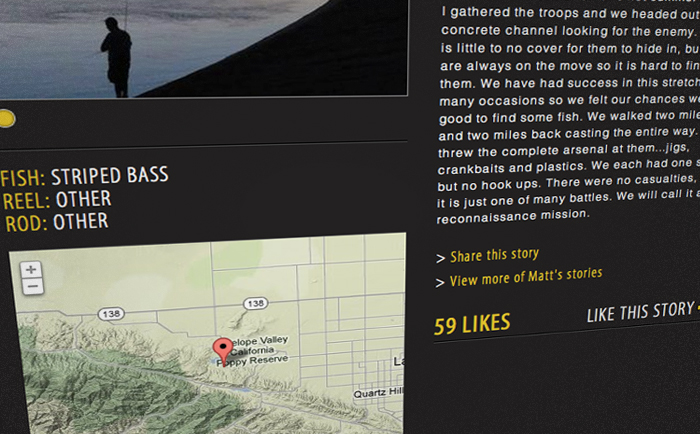 FISH: STRIPED BASS
REEL: OTHER
ROD: OTHER
+
−
138
138
elope Valley
California
Poppy Reserve
La
Quartz Hill
I gathered the troops and we headed out
concrete channel looking for the enemy.
is little to no cover for them to hide in, bu
are always on the move so it is hard to fin
them. We have had success in this stretch
many occasions so we felt our chances we
good to find some fish. We walked two mile
and two miles back casting the entire way.
threw the complete arsenal at them...jigs,
crankbaits and plastics. We each had one s
but no hook ups. There were no casualties,
it is just one of many battles. We will call it a
reconnaissance mission.
> Share this story
> View more of Matt's stories
59 LIKES
LIKE THIS STORY